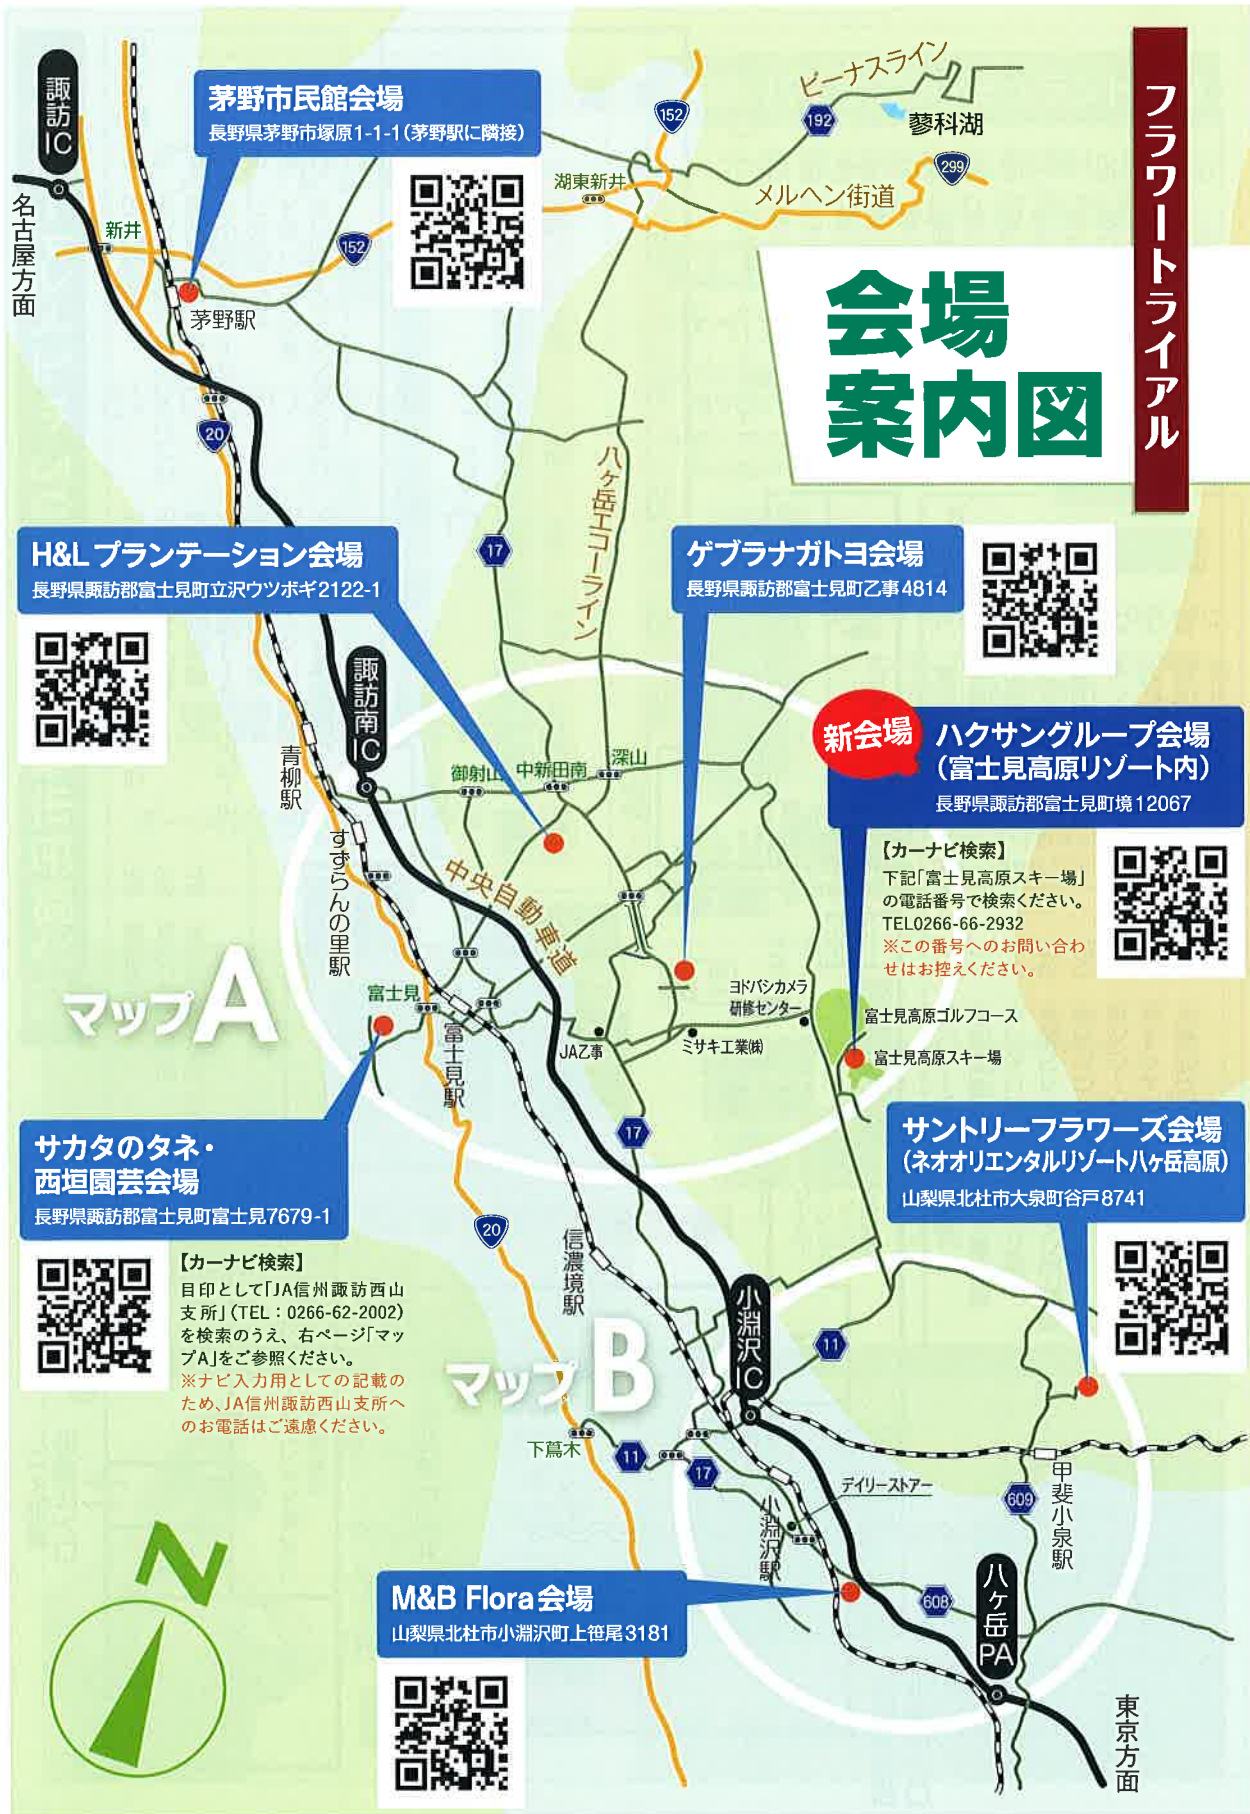 フラワートライアル
会場
案内図
諏訪IC
名古屋方面
新井
茅野市民館会場
長野県茅野市塚原1-1-1(茅野駅に隣接)
茅野駅
152
152
湖東新井
ビーナスライン
192
蓼科湖
299
メルヘン街道
20
八ヶ岳エコーライン
17
H&Lプランテーション会場
長野県諏訪郡富士見町立沢ウツボギ2122-1
ゲブラナガトヨ会場
長野県諏訪郡富士見町乙事4814
諏訪南IC
青柳駅
すずらんの里駅
御射山
中新田南
深山
新会場
ハクサングループ会場
(富士見高原リゾート内)
長野県諏訪郡富士見町境12067
【カーナビ検索】
下記「富士見高原スキー場」
の電話番号で検索ください。
TEL0266-66-2932
※この番号へのお問い合わ
せはお控えください。
中央自動車道
マップA
富士見
富士見駅
JA乙事
ミサキ工業㈱
ヨドバシカメラ
研修センター
富士見高原ゴルフコース
富士見高原スキー場
17
サカタのタネ・
西垣園芸会場
長野県諏訪郡富士見町富士見7679-1
【カーナビ検索】
目印として「JA信州諏訪西山
支所」(TEL:0266-62-2002)
を検索のうえ、右ページ「マッ
プA」をご参照ください。
※ナビ入力用としての記載の
ため、JA信州諏訪西山支所へ
のお電話はご遠慮ください。
サントリーフラワーズ会場
(ネオオリエンタルリゾート八ヶ岳高原)
山梨県北杜市大泉町谷戸8741
20
信濃境駅
マップB
小淵沢IC
11
下蔦木
11
17
デイリーストアー
小淵沢駅
609
甲斐小泉駅
M&B Flora会場
山梨県北杜市小淵沢町上笹尾3181
608
八ヶ岳PA
東京方面
N